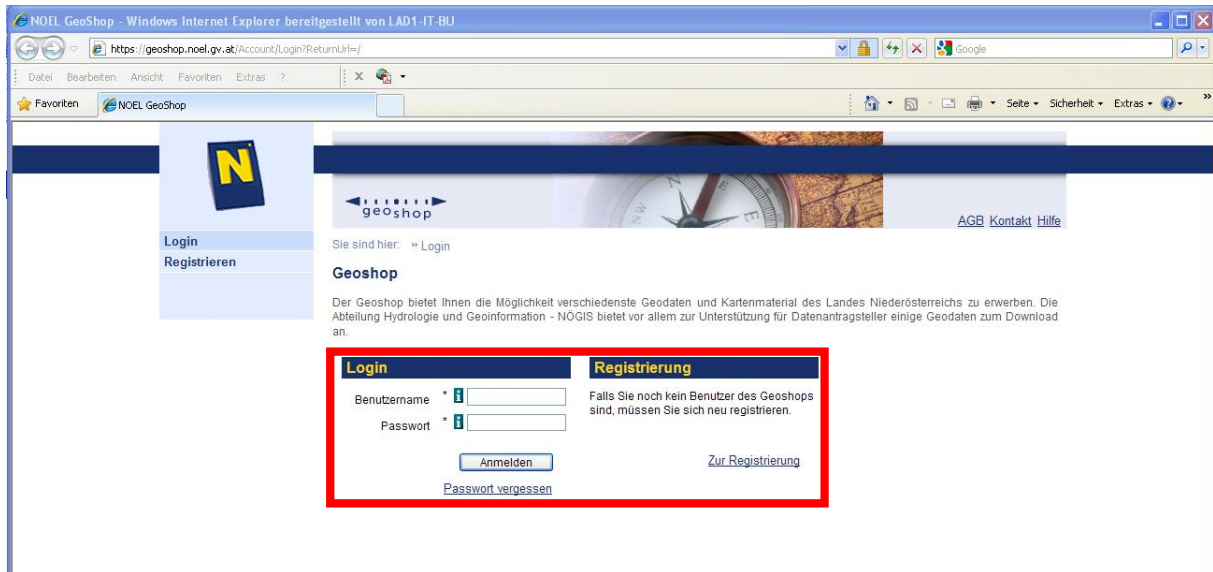 NOEL GeoShop - Windows Internet Explorer bereitgestellt von LAD1-IT-BU
https://geoshop.noel.gv.at/Account/Login?ReturnUrl=/
Google
Datei Bearbeiten Ansicht Favoriten Extras ?
Favoriten NOEL GeoShop Seite Sicherheit Extras
N
geoshop
N W NW E
AGB Kontakt Hilfe
Login
Registrieren
Sie sind hier: » Login
Geoshop
Der Geoshop bietet Ihnen die Möglichkeit verschiedenste Geodaten und Kartenmaterial des Landes Niederösterreichs zu erwerben. Die
Abteilung Hydrologie und Geoinformation - NÖGIS bietet vor allem zur Unterstützung für Datenantragsteller einige Geodaten zum Download
an.
Login
Benutzername *
Passwort *
Anmelden
Passwort vergessen
Registrierung
Falls Sie noch kein Benutzer des Geoshops
sind, müssen Sie sich neu registrieren.
Zur Registrierung